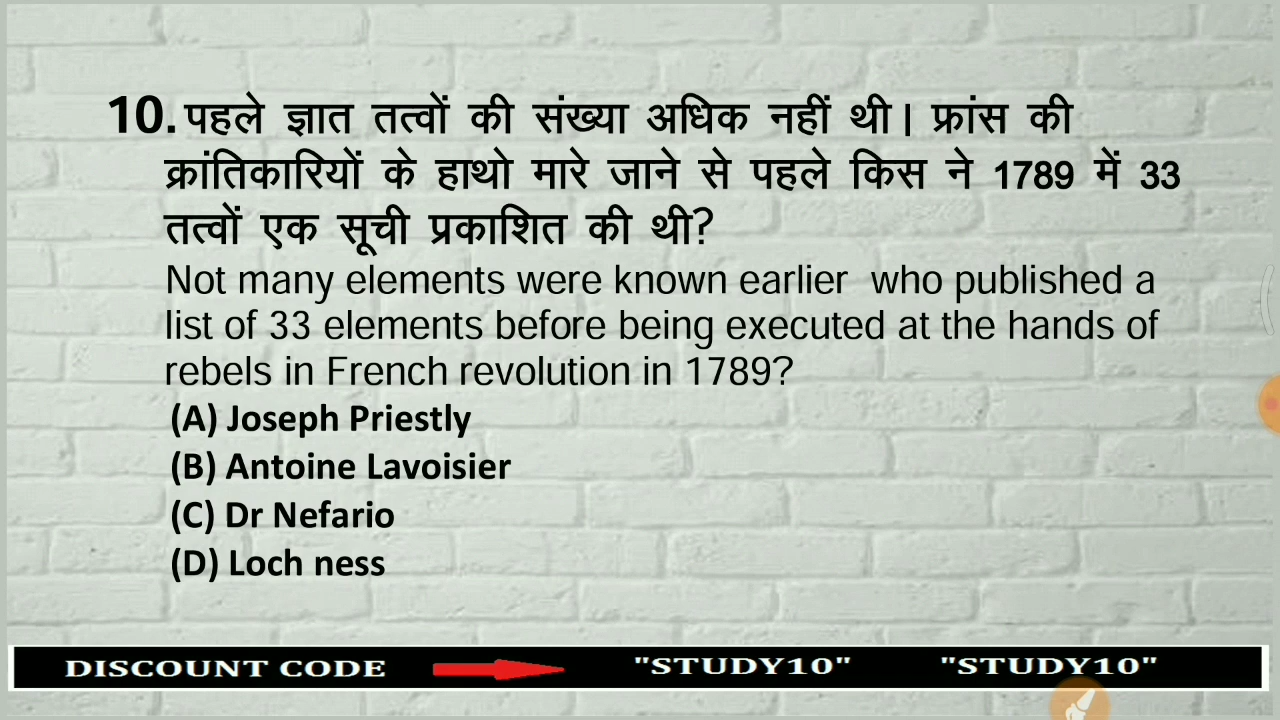 10. पहले ज्ञात तत्वों की संख्या अधिक नहीं थी। फ्रांस की
क्रांतिकारियों के हाथो मारे जाने से पहले किस ने 1789 में 33
तत्वों एक सूची प्रकाशित की थी?
Not many elements were known earlier who published a
list of 33 elements before being executed at the hands of
rebels in French revolution in 1789?
(A) Joseph Priestly
(B) Antoine Lavoisier
(C) Dr Nefario
(D) Loch ness
DISCOUNT CODE "STUDY10" "STUDY10"